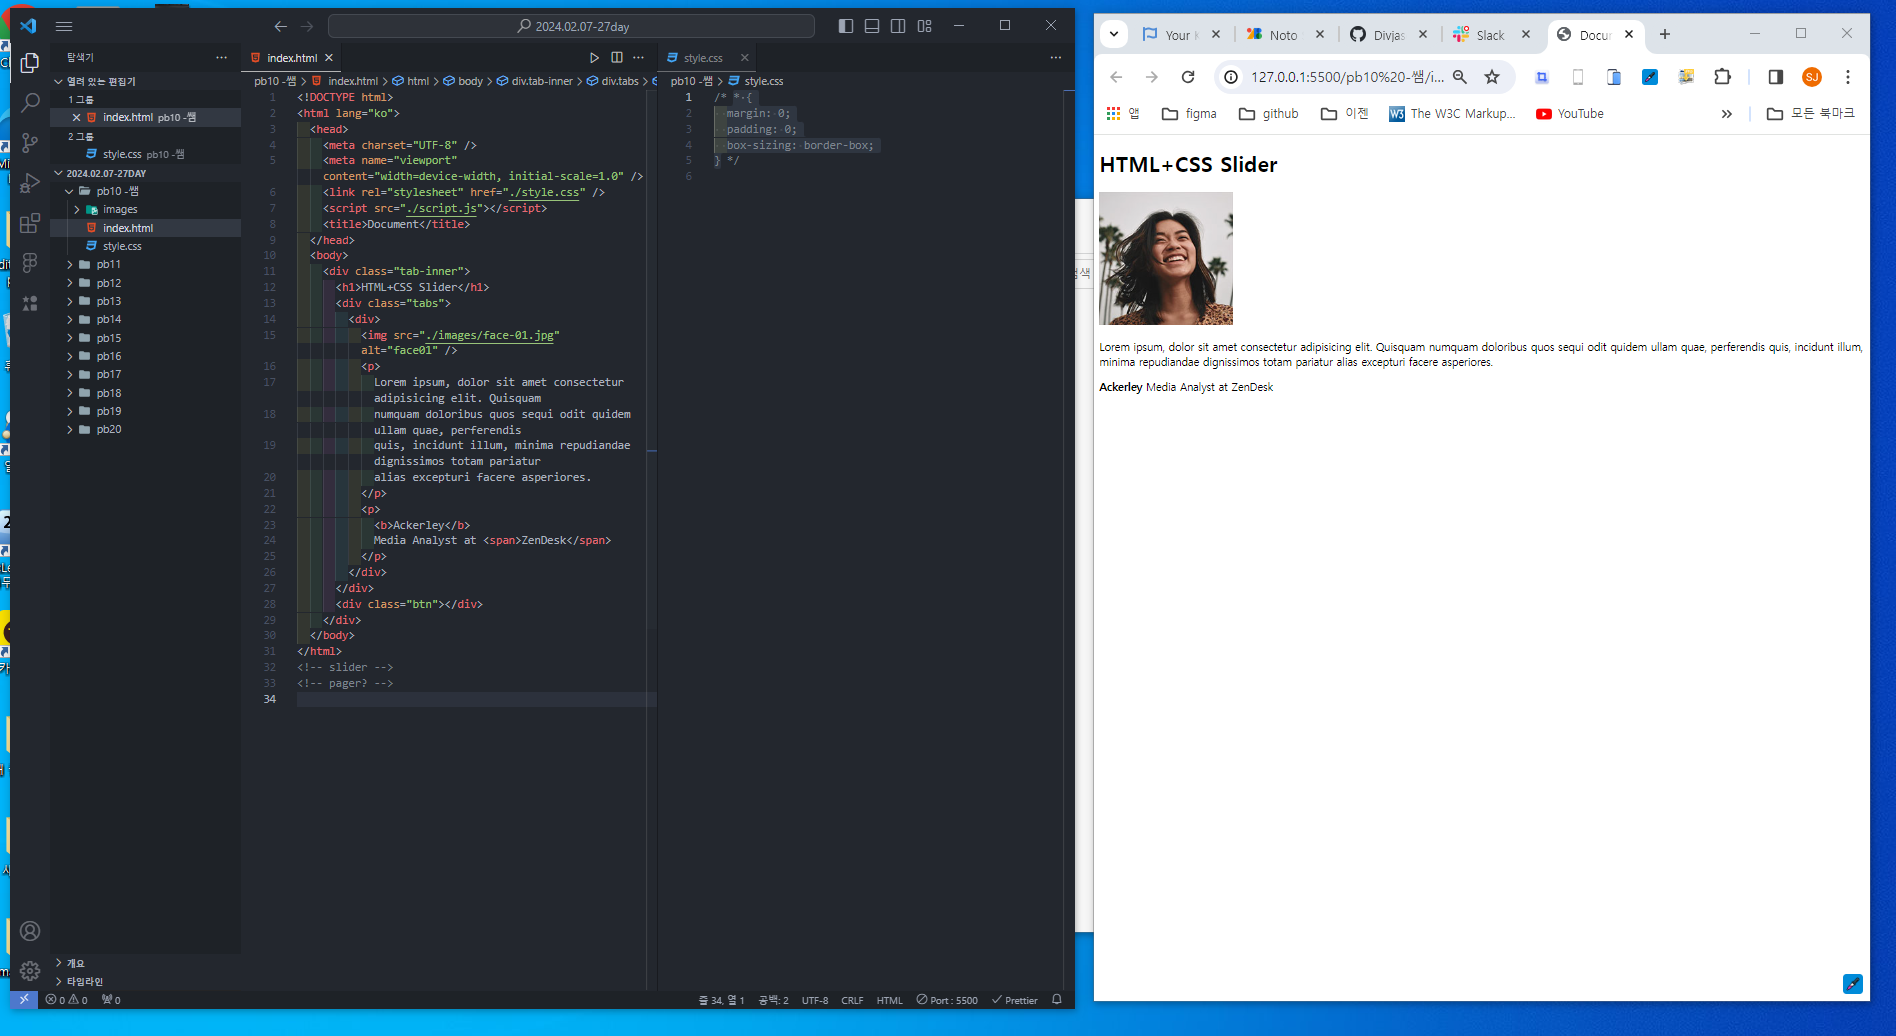 2024.02.07-27day
탐색기
열려 있는 편집기
1 그룹
index.html pb10 -쌤
2 그룹
style.css pb10 -쌤
2024.02.07-27DAY
pb10 -쌤
images
index.html
style.css
pb11
pb12
pb13
pb14
pb15
pb16
pb17
pb18
pb19
pb20
개요
타임라인
index.html
pb10 -쌤 > index.html > html > body > div.tab-inner > div.tabs >
1 <!DOCTYPE html>
2 <html lang="ko">
3 <head>
4 <meta charset="UTF-8" />
5 <meta name="viewport"
content="width=device-width, initial-scale=1.0" />
6 <link rel="stylesheet" href="./style.css" />
7 <script src="./script.js"></script>
8 <title>Document</title>
9 </head>
10 <body>
11 <div class="tab-inner">
12 <h1>HTML+CSS Slider</h1>
13 <div class="tabs">
14 <div>
15 <img src="./images/face-01.jpg"
alt="face01" />
16 <p>
17 Lorem ipsum, dolor sit amet consectetur
adipisicing elit. Quisquam
18 numquam doloribus quos sequi odit quidem
ullam quae, perferendis
19 quis, incidunt illum, minima repudiandae
dignissimos totam pariatur
20 alias excepturi facere asperiores.
21 </p>
22 <p>
23 <b>Ackerley</b>
24 Media Analyst at <span>ZenDesk</span>
25 </p>
26 </div>
27 </div>
28 <div class="btn"></div>
29 </div>
30 </body>
31 </html>
32 <!-- slider -->
33 <!-- pager? -->
34
style.css
pb10 -쌤 > style.css
1 /* * {
2 margin: 0;
3 padding: 0;
4 box-sizing: border-box;
5 } */
6
0 0 0
줄 34, 열 1 공백: 2 UTF-8 CRLF HTML Port : 5500 Prettier
Your Noto Divjas Slack Docur
127.0.0.1:5500/pb10%20-쌤/i...
SJ
앱 figma github 이젠 The W3C Markup... YouTube » 모든 북마크
HTML+CSS Slider
Lorem ipsum, dolor sit amet consectetur adipisicing elit. Quisquam numquam doloribus quos sequi odit quidem ullam quae, perferendis quis, incidunt illum,
minima repudiandae dignissimos totam pariatur alias excepturi facere asperiores.
Ackerley Media Analyst at ZenDesk